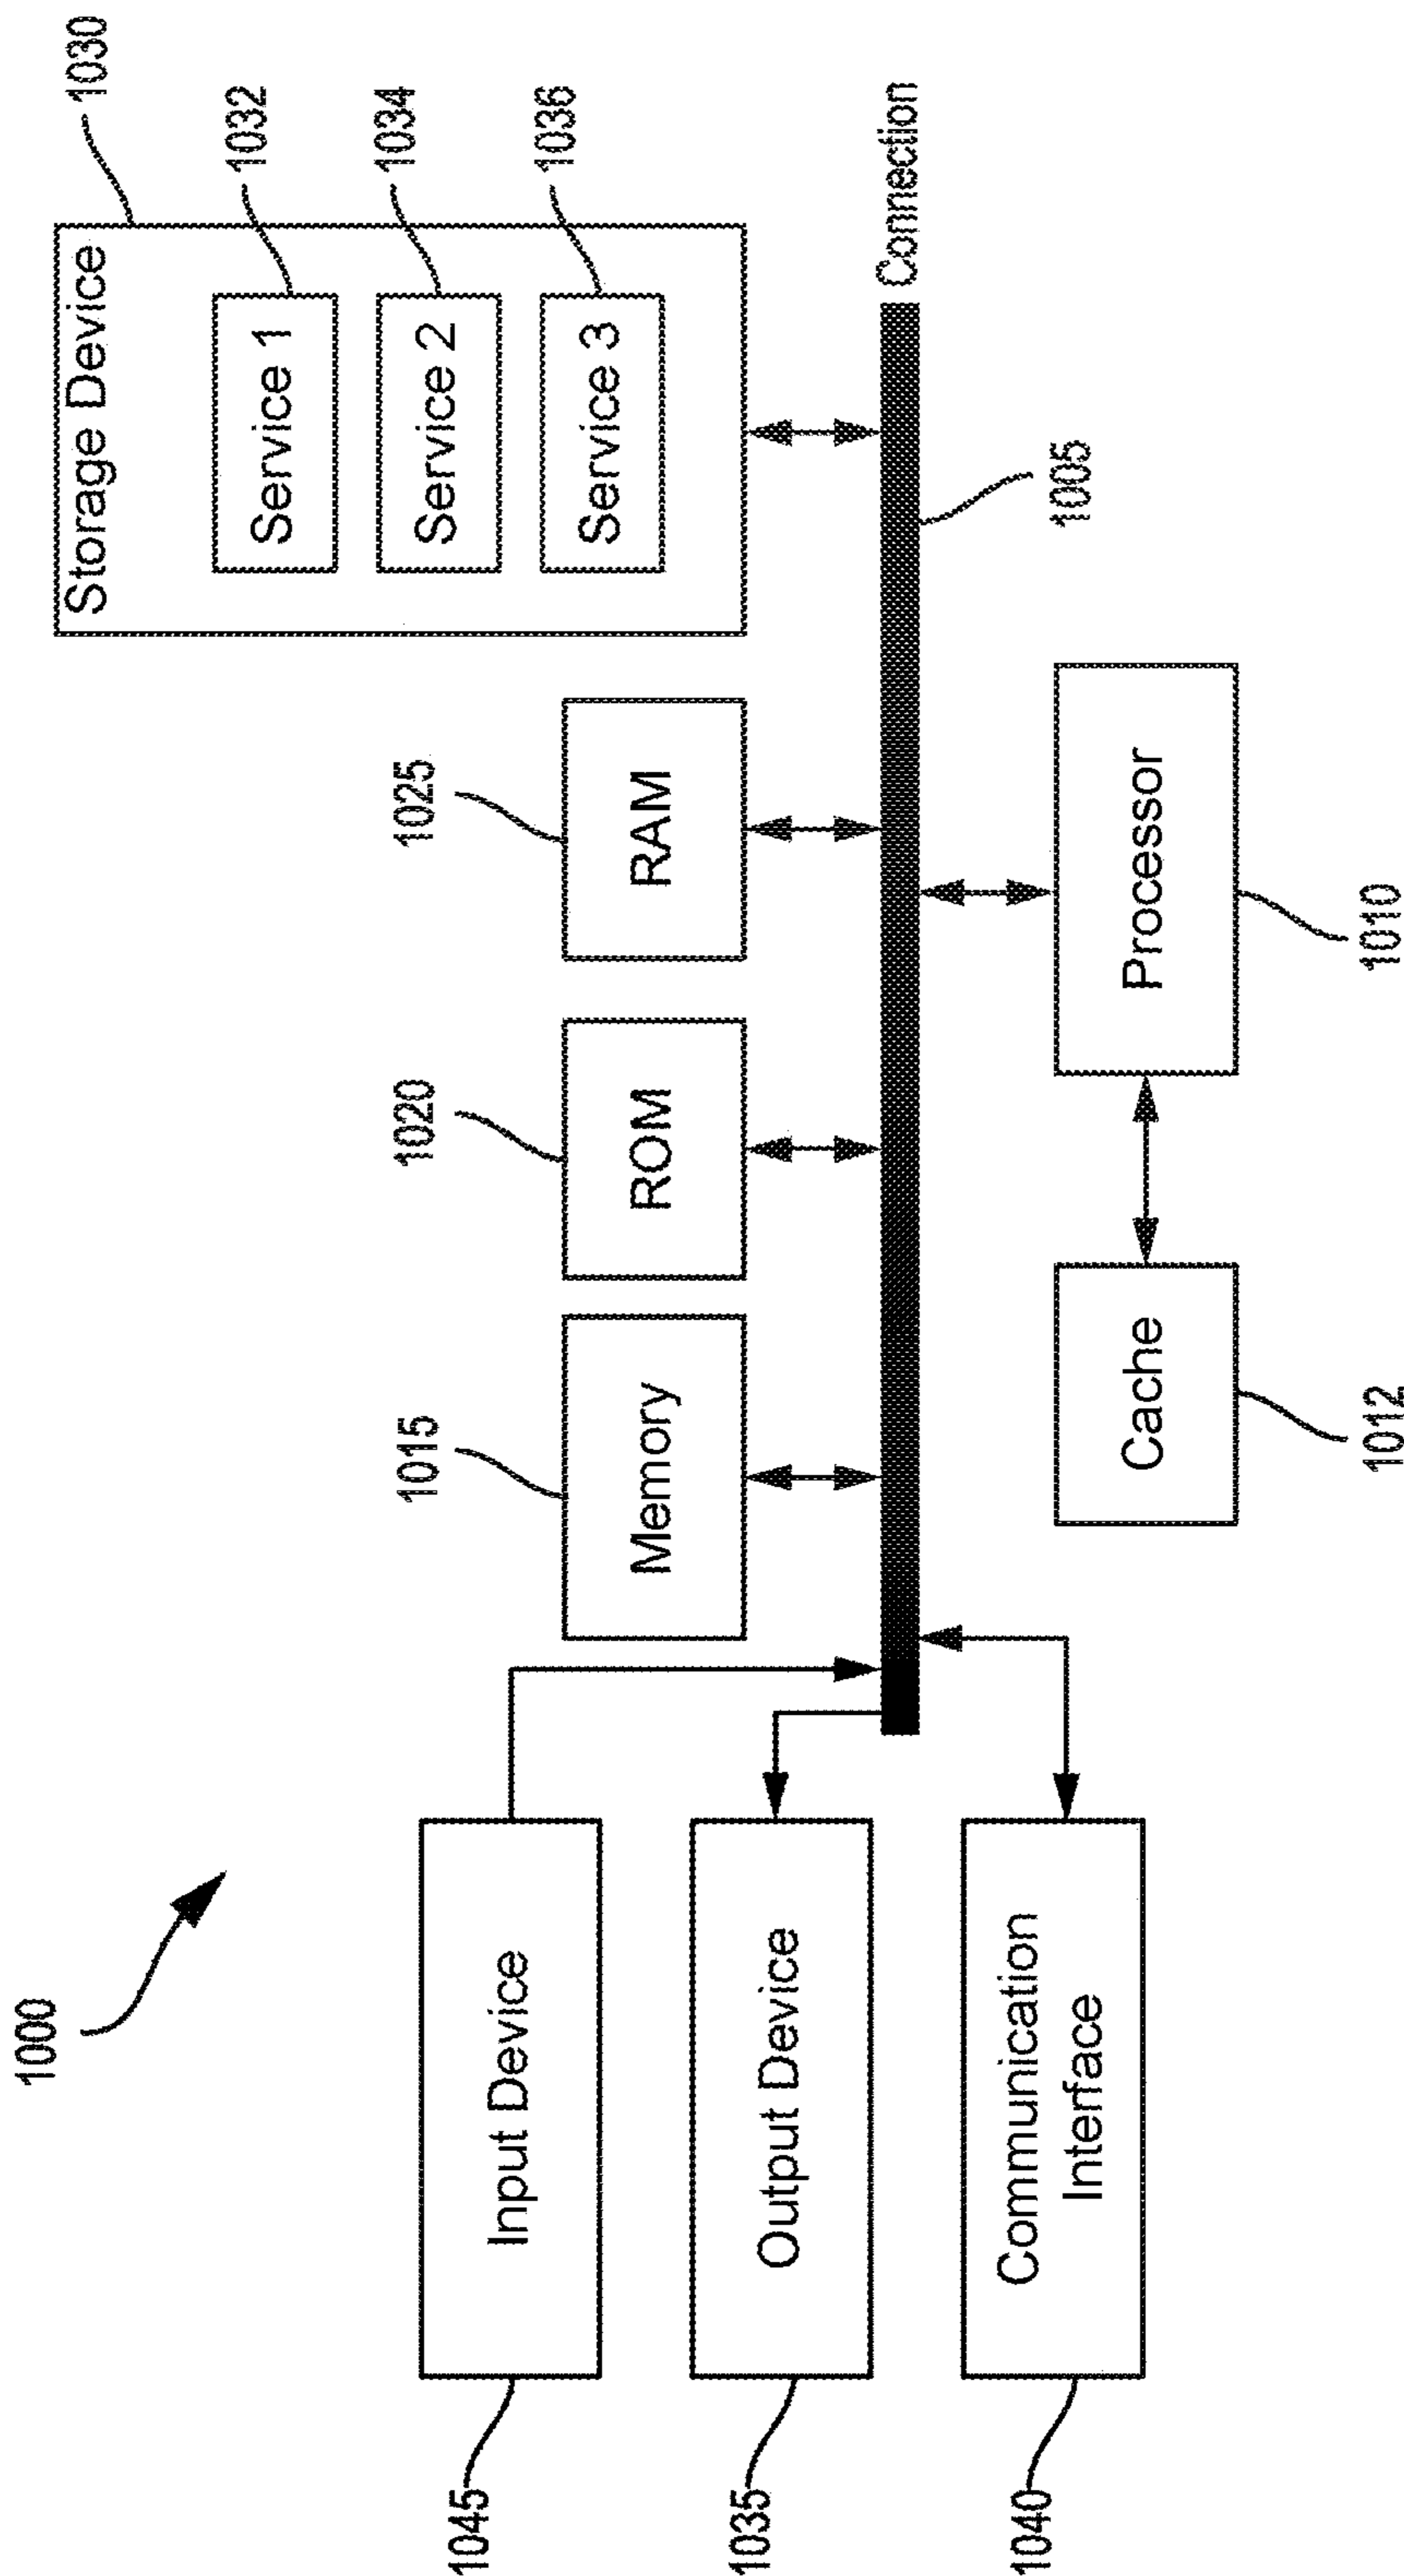 1000
1030
Storage Device
1032
Service 1
1034
Service 2
1036
Service 3
1045
Input Device
1015
Memory
1020
ROM
1025
RAM
1035
Output Device
Connection
1005
1040
Communication
Interface
Cache
1012
Processor
1010